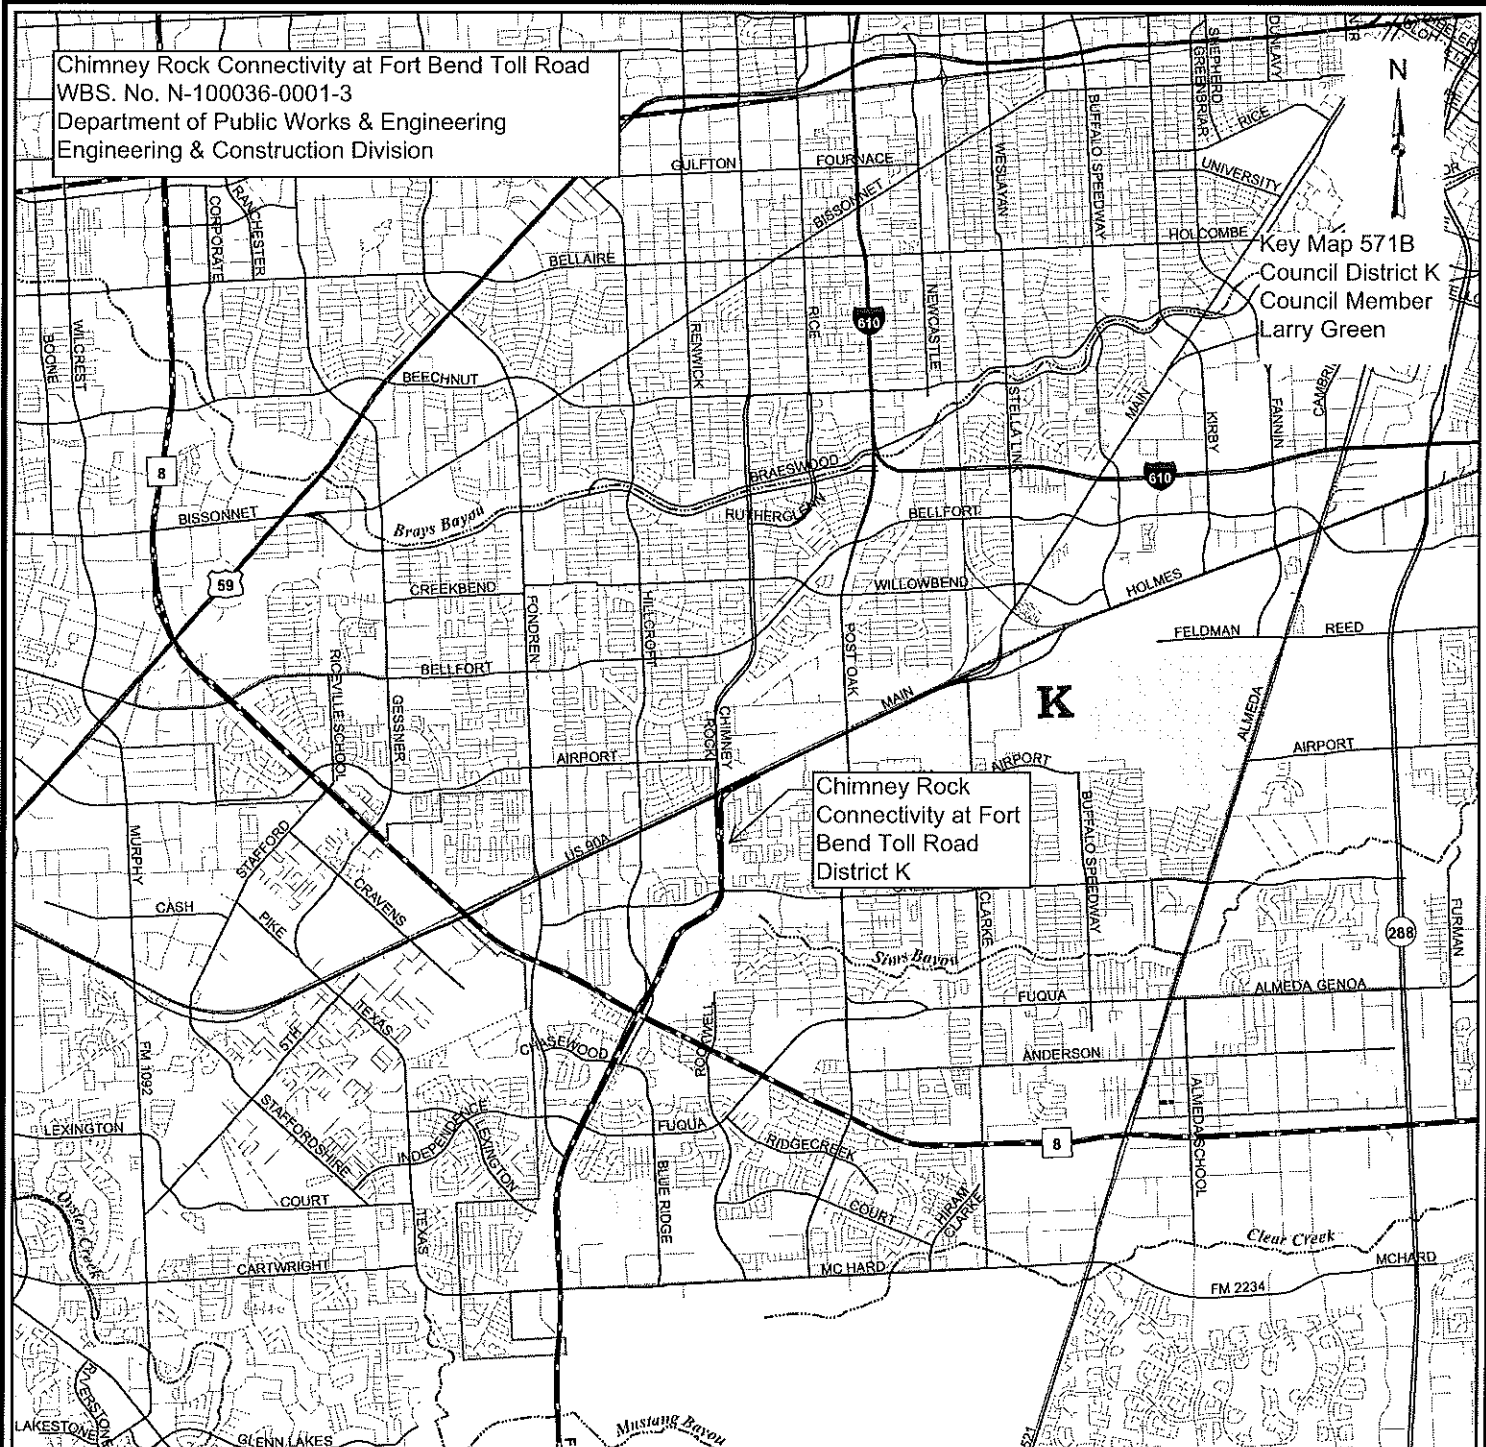 Chimney Rock Connectivity at Fort Bend Toll Road
WBS. No. N-100036-0001-3
Department of Public Works & Engineering
Engineering & Construction Division
N
Key Map 571B
Council District K
Council Member
Larry Green
SHEPHERD
GREENBRIAR
DUNLAVY
RICE
UNIVERSITY
GULFTON
FOURNACE
BISSONNET
WESLAYAN
BUFFALO SPEEDWAY
HOLCOMBE
RANCHESTER
CORPORATE
BELLAIRE
BOONE
WILCREST
RENWICK
RICE
610
NEWCASTLE
BEECHNUT
STELLA LINK
MAIN
KIRBY
FANNIN
8
BISSONNET
Brays Bayou
BRAESWOOD
RUTHERGLENN
BELLFORT
610
59
CREEKBEND
FONDREN
HILLCROFT
WILLOWBEND
HOLMES
POST OAK
FELDMAN
REED
RICEVILLE SCHOOL
BELLFORT
GESSNER
CHIMNEY
ROCK
MAIN
K
ALMEDA
AIRPORT
AIRPORT
AIRPORT
Chimney Rock
Connectivity at Fort
Bend Toll Road
District K
BUFFALO SPEEDWAY
MURPHY
STAFFORD
US 90A
CRAVENS
CASH
PIKE
CLARKE
FURMAN
288
Sims Bayou
FUQUA
ALMEDA GENOA
TEXAS
5TH
CHASEWOOD
ROCKWELL
ANDERSON
FM 1092
ALMEDA SCHOOL
STAFFORDSHIRE
LEXINGTON
INDEPENDENCE
LEXINGTON
FUQUA
RIDGECREEK
8
COURT
BLUE RIDGE
COURT
HIRAM
CLARKE
Oyster Creek
TEXAS
Clear Creek
CARTWRIGHT
MC HARD
MCHARD
FM 2234
LAKESTONE
GLENN LAKES
Mustang Bayou